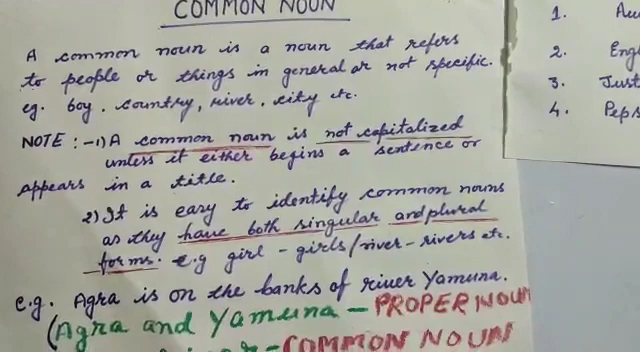 COMMON NOUN
A common noun is a noun that refers
to people or things in general or not specific.
eg. boy, country, river, city etc.
NOTE :- 1) A common noun is not capitalized
unless it either begins a sentence or
appears in a title.
2) It is easy to identify common nouns
as they have both singular and plural
forms. e.g girl - girls/river - rivers etc.
e.g. Agra is on the banks of river Yamuna.
(Agra and Yamuna - PROPER NOUN
- COMMON NOUN
1.
2. Eng
3. Just
4. Peps